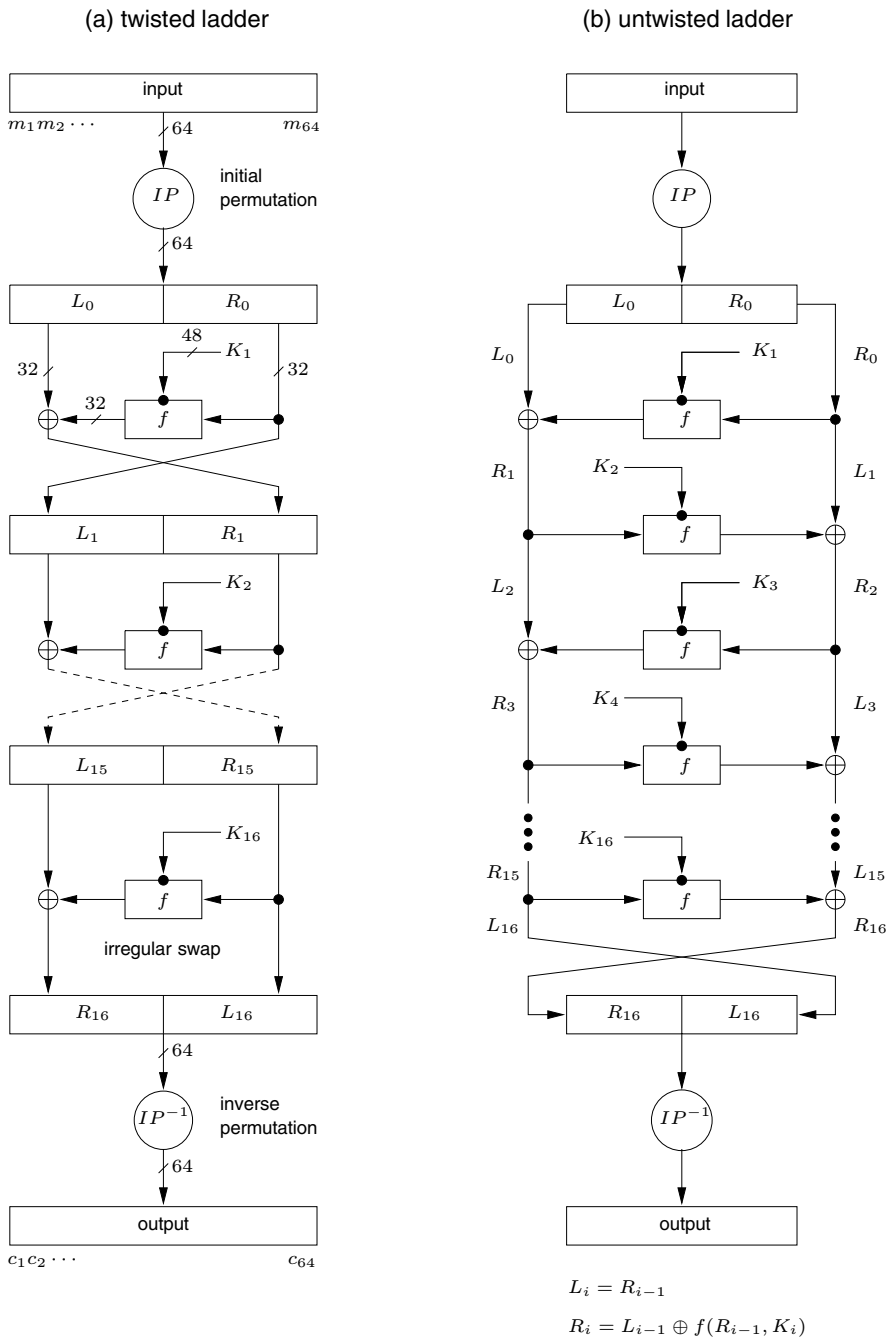 (a) twisted ladder
input
m₁m₂ ··· m₆₄
64
IP
initial
permutation
64
L₀ R₀
48
K₁
32 32
32
f
L₁ R₁
K₂
f
L₁₅ R₁₅
K₁₆
f
irregular swap
R₁₆ L₁₆
64
IP⁻¹
inverse
permutation
64
output
c₁c₂ ··· c₆₄
(b) untwisted ladder
input
IP
L₀ R₀
L₀ K₁ R₀
f
R₁ K₂ L₁
f
L₂ K₃ R₂
f
R₃ K₄ L₃
f
K₁₆
R₁₅ f L₁₅
L₁₆ R₁₆
R₁₆ L₁₆
IP⁻¹
output
Lᵢ = Rᵢ₋₁
Rᵢ = Lᵢ₋₁ ⊕ f(Rᵢ₋₁, Kᵢ)